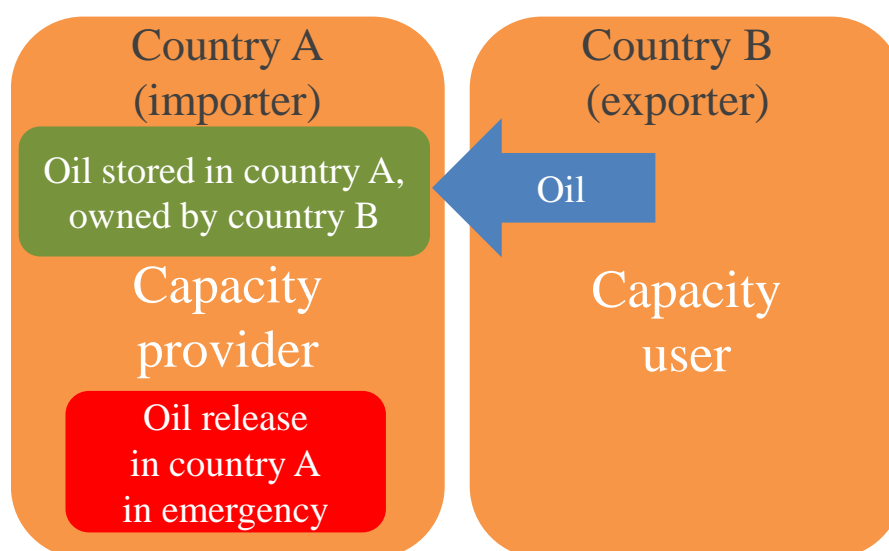 Country A
(importer)
Oil stored in country A,
owned by country B
Capacity
provider
Oil release
in country A
in emergency
Oil
Country B
(exporter)
Capacity
user